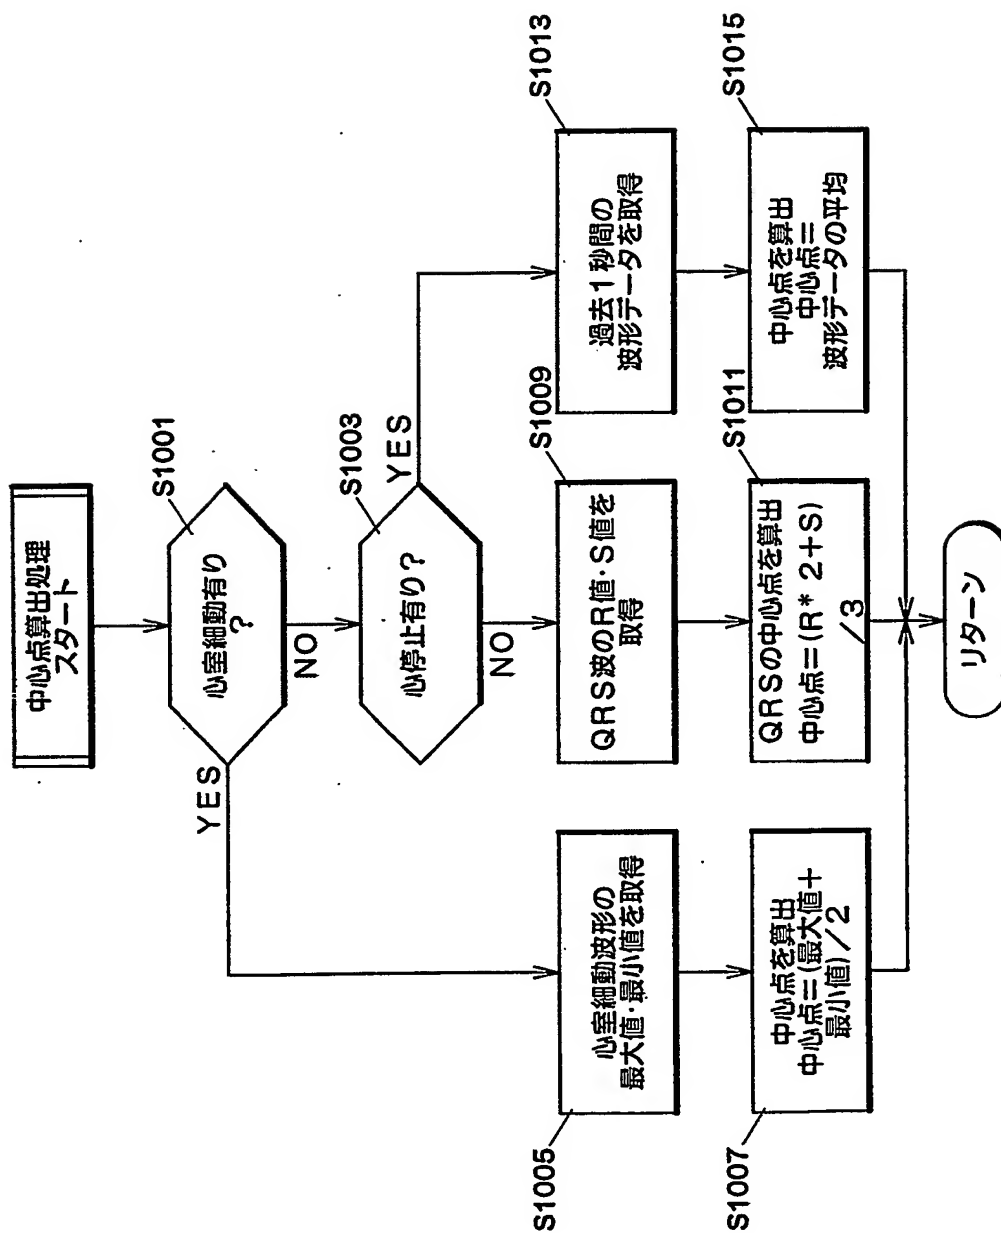 中心点算出処理
スタート
S1001
心室細動有り
?
YES
NO
S1003
心停止有り?
YES
NO
S1005
心室細動波形の
最大値・最小値を取得
S1009
QRS波のR値・S値を
取得
S1013
過去1秒間の
波形データを取得
S1007
中心点を算出
中心点=(最大値+
最小値)/2
S1011
QRSの中心点を算出
中心点=(R*2+S)
/3
S1015
中心点を算出
中心点=
波形データの平均
リターン